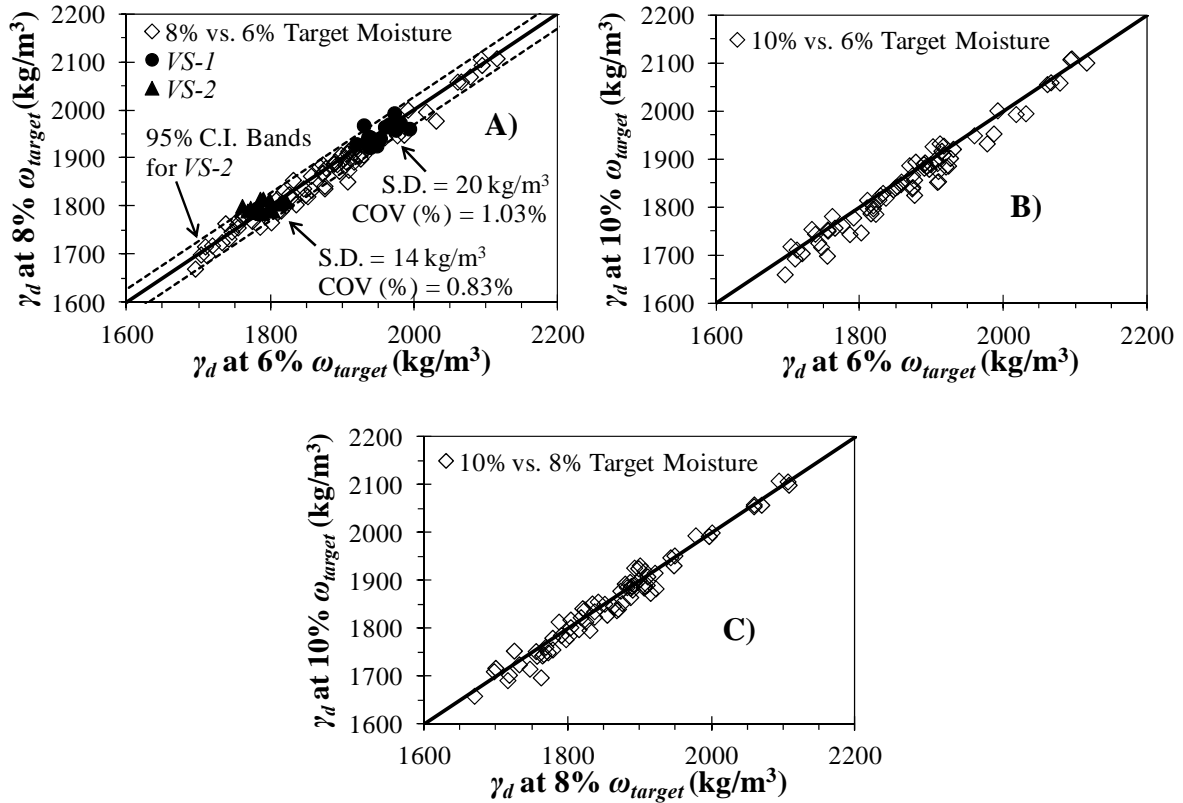 2200
2100
2000
1900
1800
1700
1600
1600
1800
2000
2200
γd at 8% ωtarget (kg/m³)
γd at 6% ωtarget (kg/m³)
8% vs. 6% Target Moisture
VS-1
VS-2
95% C.I. Bands
for VS-2
A)
S.D. = 20 kg/m³
COV (%) = 1.03%
S.D. = 14 kg/m³
COV (%) = 0.83%
2200
2100
2000
1900
1800
1700
1600
1600
1800
2000
2200
γd at 10% ωtarget (kg/m³)
γd at 6% ωtarget (kg/m³)
10% vs. 6% Target Moisture
B)
2200
2100
2000
1900
1800
1700
1600
1600
1800
2000
2200
γd at 10% ωtarget (kg/m³)
γd at 8% ωtarget (kg/m³)
10% vs. 8% Target Moisture
C)